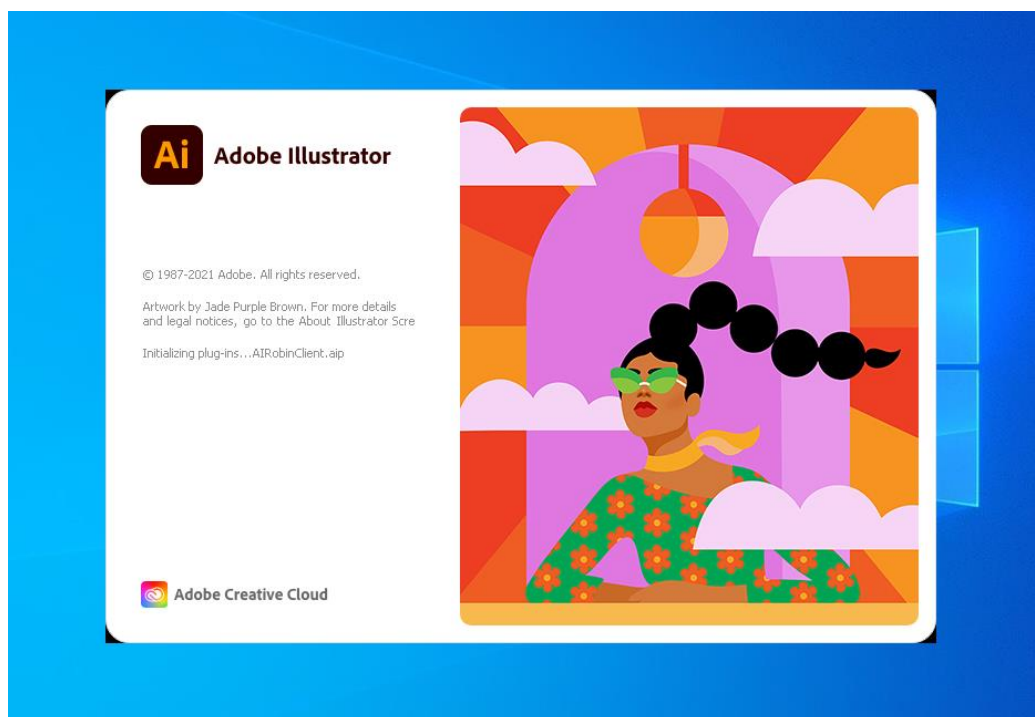 Ai Adobe Illustrator
© 1987-2021 Adobe. All rights reserved.
Artwork by Jade Purple Brown. For more details
and legal notices, go to the About Illustrator Scre
Initializing plug-ins...AIRobinClient.aip
Adobe Creative Cloud